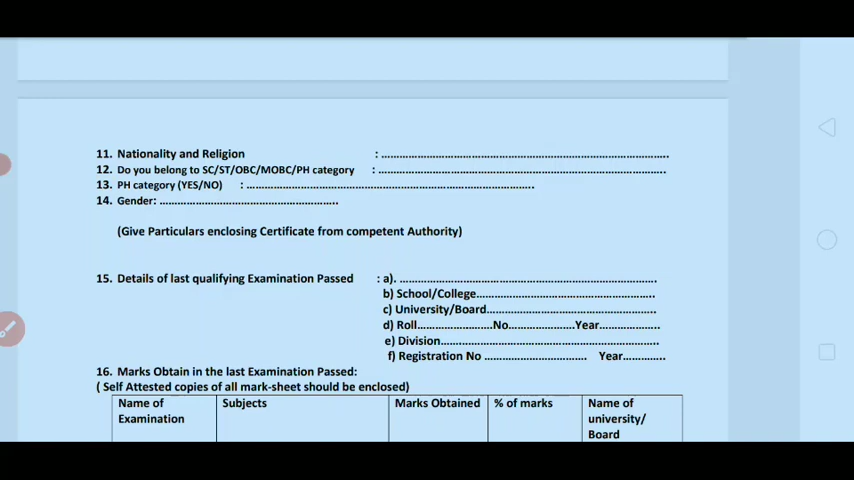 11. Nationality and Religion : ...............................................................................................
12. Do you belong to SC/ST/OBC/MOBC/PH category : ...............................................................................................
13. PH category (YES/NO) : ...............................................................................................
14. Gender: ...........................................................
(Give Particulars enclosing Certificate from competent Authority)
15. Details of last qualifying Examination Passed : a). .....................................................................................
b) School/College...........................................................
c) University/Board........................................................
d) Roll.........................No......................Year....................
e) Division........................................................................
f) Registration No .................................. Year..............
16. Marks Obtain in the last Examination Passed:
( Self Attested copies of all mark-sheet should be enclosed)
Name of Examination Subjects Marks Obtained % of marks Name of university/ Board